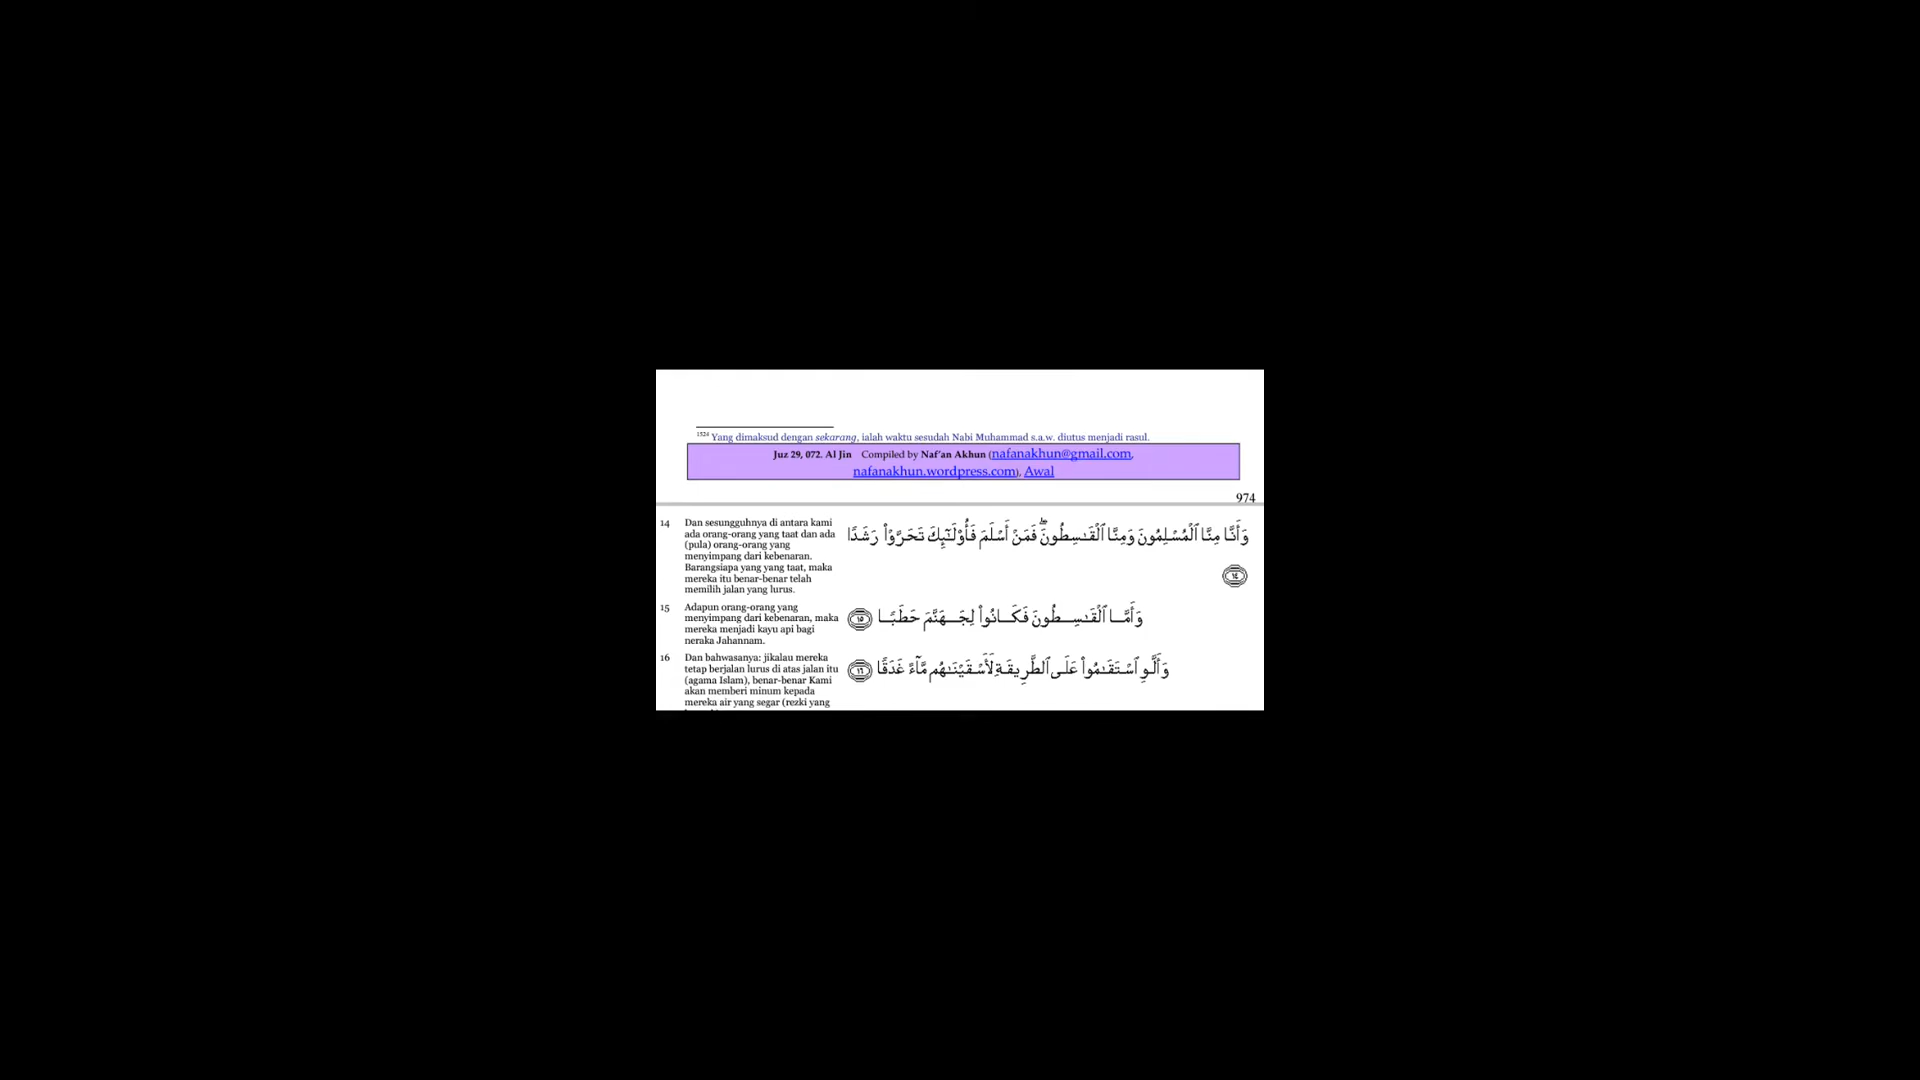 1524 Yang dimaksud dengan sekarang, ialah waktu sesudah Nabi Muhammad s.a.w. diutus menjadi rasul.
Juz 29, 072. Al Jin Compiled by Naf’an Akhun (nafanakhun@gmail.com,
nafanakhun.wordpress.com), Awal
974
14 Dan sesungguhnya di antara kami
ada orang-orang yang taat dan ada
(pula) orang-orang yang
menyimpang dari kebenaran.
Barangsiapa yang yang taat, maka
mereka itu benar-benar telah
memilih jalan yang lurus.
وَأَنَّا مِنَّا ٱلْمُسْلِمُونَ وَمِنَّا ٱلْقَـٰسِطُونَ ۖ فَمَنْ أَسْلَمَ فَأُو۟لَـٰٓئِكَ تَحَرَّوْا۟ رَشَدًا
١٤
15 Adapun orang-orang yang
menyimpang dari kebenaran, maka
mereka menjadi kayu api bagi
neraka Jahannam.
وَأَمَّا ٱلْقَـٰسِطُونَ فَكَانُوا۟ لِجَهَنَّمَ حَطَبًا ١٥
16 Dan bahwasanya: jikalau mereka
tetap berjalan lurus di atas jalan itu
(agama Islam), benar-benar Kami
akan memberi minum kepada
mereka air yang segar (rezki yang
وَأَلَّوِ ٱسْتَقَـٰمُوا۟ عَلَى ٱلطَّرِيقَةِ لَأَسْقَيْنَـٰهُم مَّآءً غَدَقًا ١٦